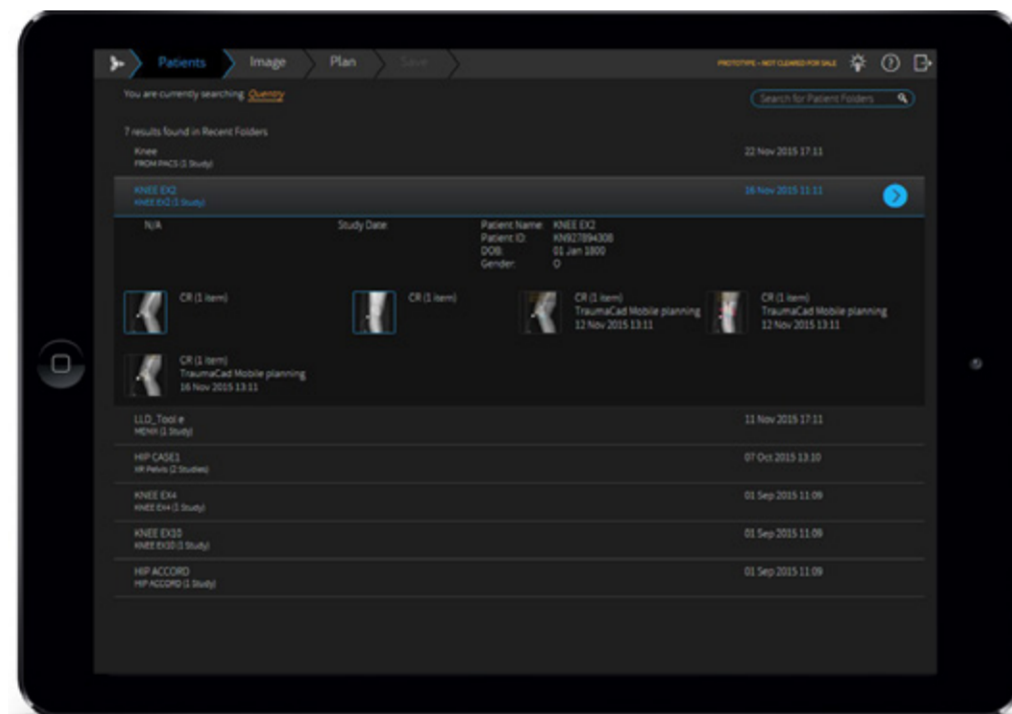 Patients Image Plan Save PROTOTYPE - NOT CLEARED FOR SALE
You are currently searching Quentry Search for Patient Folders
7 results found in Recent Folders
Knee 22 Nov 2015 17:11
FROM PACS (1 Study)
KNEE EX2 16 Nov 2015 11:11
KNEE EX2 (1 Study)
N/A Study Date: Patient Name: KNEE EX2
Patient ID: KN927894308
DOB: 01 Jan 1800
Gender: O
CR (1 item) CR (1 item) CR (1 item) CR (1 item)
TraumaCad Mobile planning TraumaCad Mobile planning
12 Nov 2015 13:11 12 Nov 2015 13:11
CR (1 item)
TraumaCad Mobile planning
16 Nov 2015 13:11
LLD_Tool e 11 Nov 2015 17:11
(1 Study)
HIP CASE1 07 Oct 2015 13:10
XR Pelvis (2 Studies)
KNEE EX4 01 Sep 2015 11:09
KNEE EX4 (1 Study)
KNEE EX10 01 Sep 2015 11:09
KNEE EX10 (1 Study)
HIP ACCORD 01 Sep 2015 11:09
HIP ACCORD (1 Study)